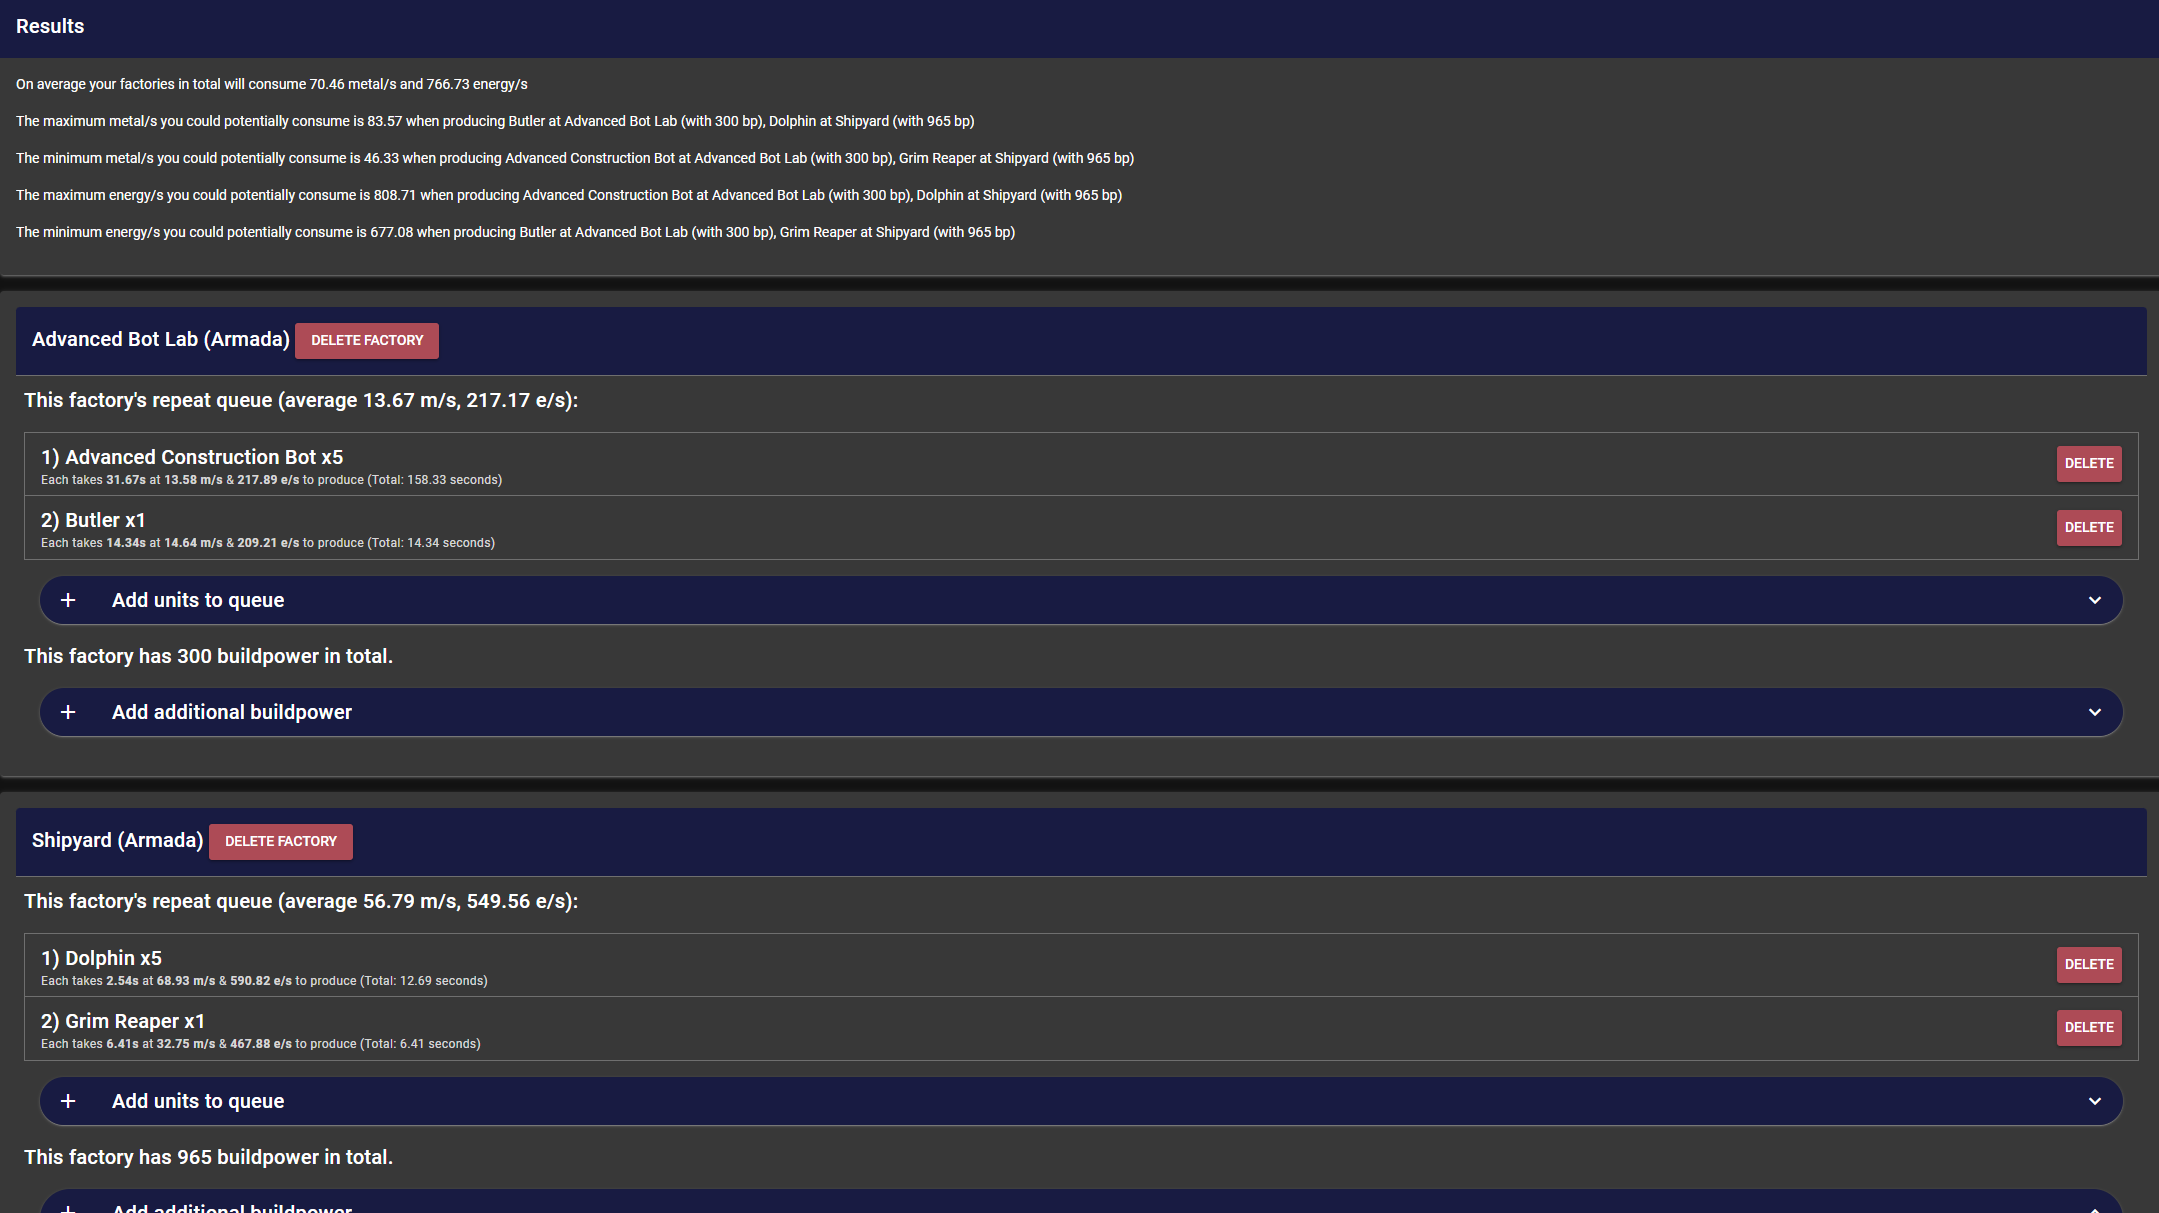 Results
On average your factories in total will consume 70.46 metal/s and 766.73 energy/s
The maximum metal/s you could potentially consume is 83.57 when producing Butler at Advanced Bot Lab (with 300 bp), Dolphin at Shipyard (with 965 bp)
The minimum metal/s you could potentially consume is 46.33 when producing Advanced Construction Bot at Advanced Bot Lab (with 300 bp), Grim Reaper at Shipyard (with 965 bp)
The maximum energy/s you could potentially consume is 808.71 when producing Advanced Construction Bot at Advanced Bot Lab (with 300 bp), Dolphin at Shipyard (with 965 bp)
The minimum energy/s you could potentially consume is 677.08 when producing Butler at Advanced Bot Lab (with 300 bp), Grim Reaper at Shipyard (with 965 bp)
Advanced Bot Lab (Armada) DELETE FACTORY
This factory's repeat queue (average 13.67 m/s, 217.17 e/s):
1) Advanced Construction Bot x5
Each takes 31.67s at 13.58 m/s & 217.89 e/s to produce (Total: 158.33 seconds)
DELETE
2) Butler x1
Each takes 14.34s at 14.64 m/s & 209.21 e/s to produce (Total: 14.34 seconds)
DELETE
+ Add units to queue
This factory has 300 buildpower in total.
+ Add additional buildpower
Shipyard (Armada) DELETE FACTORY
This factory's repeat queue (average 56.79 m/s, 549.56 e/s):
1) Dolphin x5
Each takes 2.54s at 68.93 m/s & 590.82 e/s to produce (Total: 12.69 seconds)
DELETE
2) Grim Reaper x1
Each takes 6.41s at 32.75 m/s & 467.88 e/s to produce (Total: 6.41 seconds)
DELETE
+ Add units to queue
This factory has 965 buildpower in total.
+ Add additional buildpower